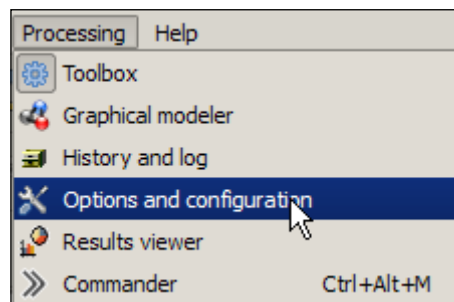 Processing Help
Toolbox
Graphical modeler
History and log
Options and configuration
Results viewer
Commander Ctrl+Alt+M